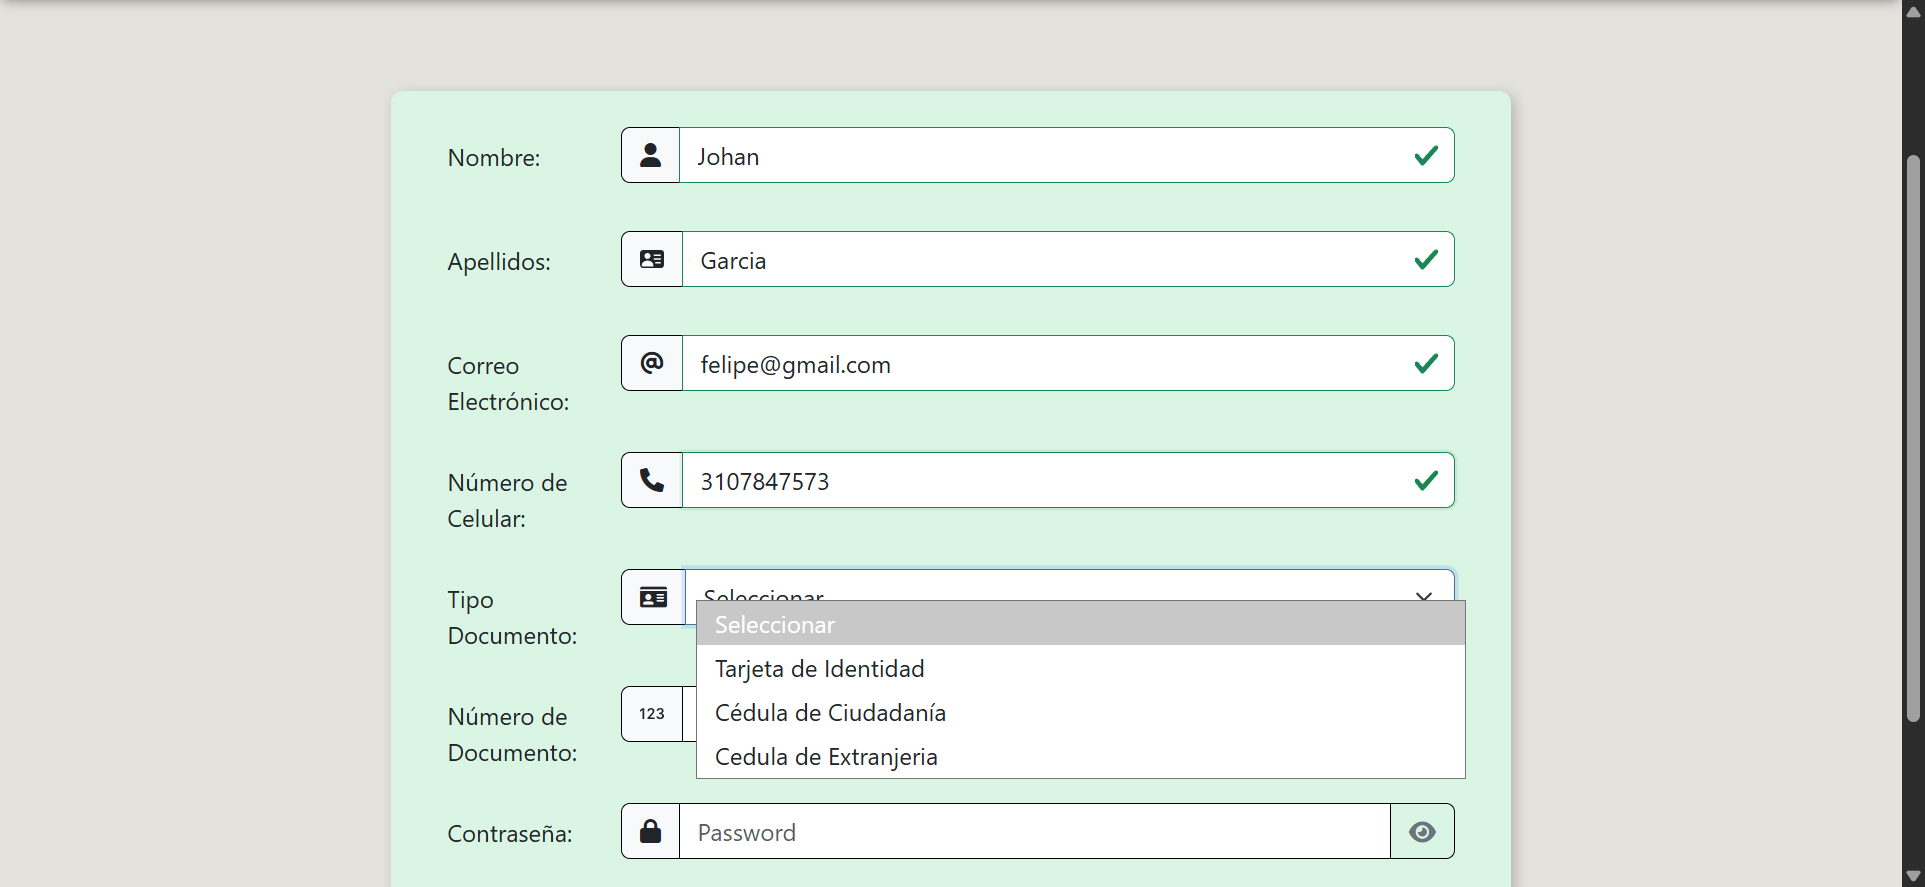 Nombre:
Johan
Apellidos:
Garcia
Correo
Electrónico:
felipe@gmail.com
Número de
Celular:
3107847573
Tipo
Documento:
Seleccionar
Seleccionar
Tarjeta de Identidad
Cédula de Ciudadanía
Cedula de Extranjeria
Número de
Documento:
123
Contraseña:
Password